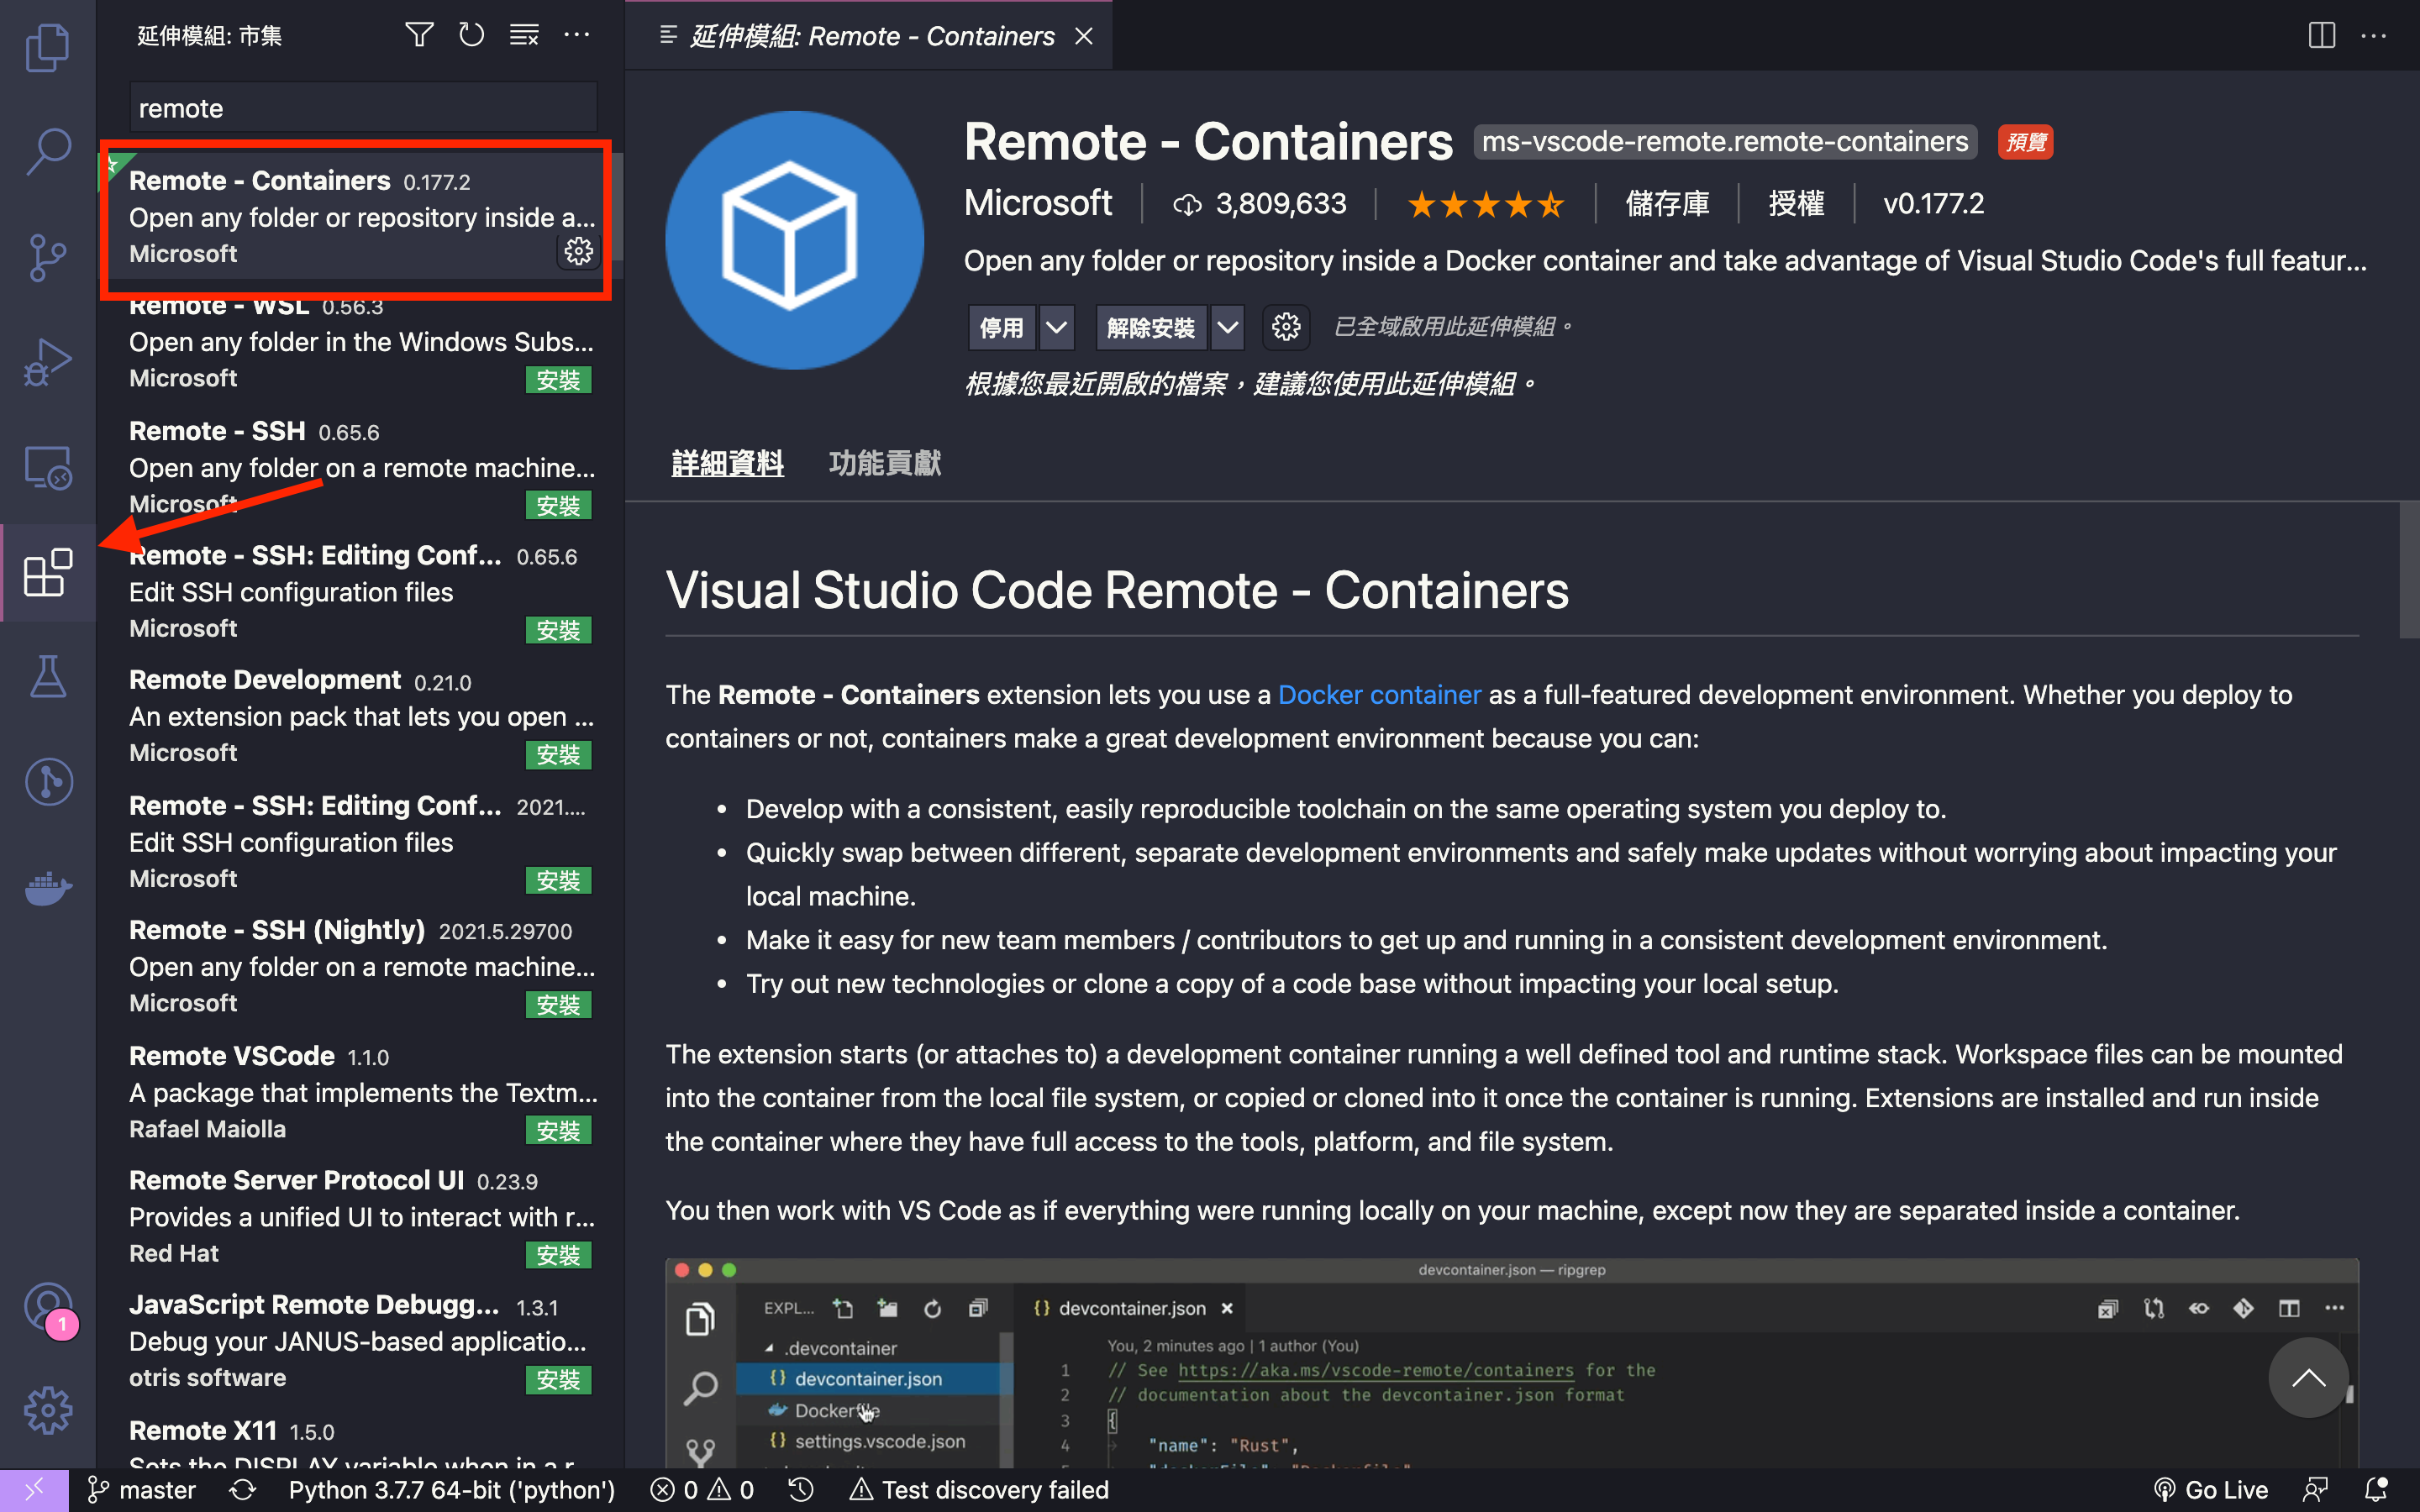 延伸模組: 市集
remote
Remote - Containers 0.177.2
Open any folder or repository inside a...
Microsoft
Remote - WSL 0.56.3
Open any folder in the Windows Subs...
Microsoft
安裝
Remote - SSH 0.65.6
Open any folder on a remote machine...
Microsoft
安裝
Remote - SSH: Editing Conf... 0.65.6
Edit SSH configuration files
Microsoft
安裝
Remote Development 0.21.0
An extension pack that lets you open ...
Microsoft
安裝
Remote - SSH: Editing Conf... 2021....
Edit SSH configuration files
Microsoft
安裝
Remote - SSH (Nightly) 2021.5.29700
Open any folder on a remote machine...
Microsoft
安裝
Remote VSCode 1.1.0
A package that implements the Textm...
Rafael Maiolla
安裝
Remote Server Protocol UI 0.23.9
Provides a unified UI to interact with r...
Red Hat
安裝
JavaScript Remote Debugg... 1.3.1
Debug your JANUS-based applicatio...
otris software
安裝
Remote X11 1.5.0
Sets the DISPLAY variable when in a r
1
延伸模組: Remote - Containers
Remote - Containers ms-vscode-remote.remote-containers 預覽
Microsoft 3,809,633 儲存庫 授權 v0.177.2
Open any folder or repository inside a Docker container and take advantage of Visual Studio Code's full featur...
停用 解除安裝 已全域啟用此延伸模組。
根據您最近開啟的檔案，建議您使用此延伸模組。
詳細資料 功能貢獻
Visual Studio Code Remote - Containers
The Remote - Containers extension lets you use a Docker container as a full-featured development environment. Whether you deploy to
containers or not, containers make a great development environment because you can:
• Develop with a consistent, easily reproducible toolchain on the same operating system you deploy to.
• Quickly swap between different, separate development environments and safely make updates without worrying about impacting your
local machine.
• Make it easy for new team members / contributors to get up and running in a consistent development environment.
• Try out new technologies or clone a copy of a code base without impacting your local setup.
The extension starts (or attaches to) a development container running a well defined tool and runtime stack. Workspace files can be mounted
into the container from the local file system, or copied or cloned into it once the container is running. Extensions are installed and run inside
the container where they have full access to the tools, platform, and file system.
You then work with VS Code as if everything were running locally on your machine, except now they are separated inside a container.
devcontainer.json — ripgrep
EXPL...
.devcontainer
{} devcontainer.json
Dockerfile
{} settings.vscode.json
{} devcontainer.json
You, 2 minutes ago | 1 author (You)
1 // See https://aka.ms/vscode-remote/containers for the
2 // documentation about the devcontainer.json format
3 {
4 "name": "Rust",
master Python 3.7.7 64-bit ('python') 0 0 Test discovery failed Go Live